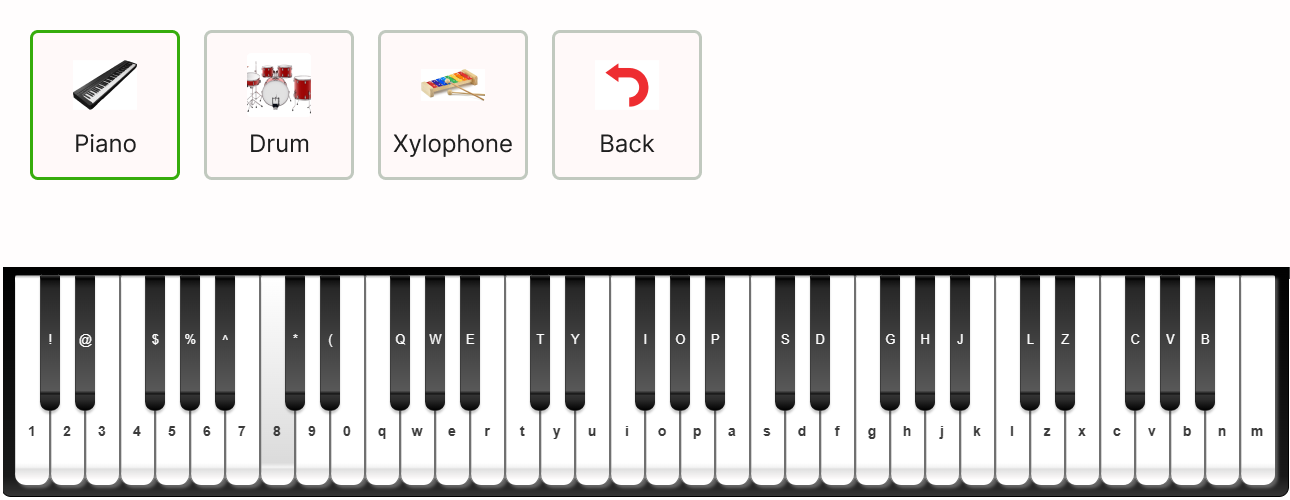 Piano Drum Xylophone Back
! @ $ % ^ * ( Q W E T Y I O P S D G H J L Z C V B
1 2 3 4 5 6 7 8 9 0 q w e r t y u i o p a s d f g h j k l z x c v b n m